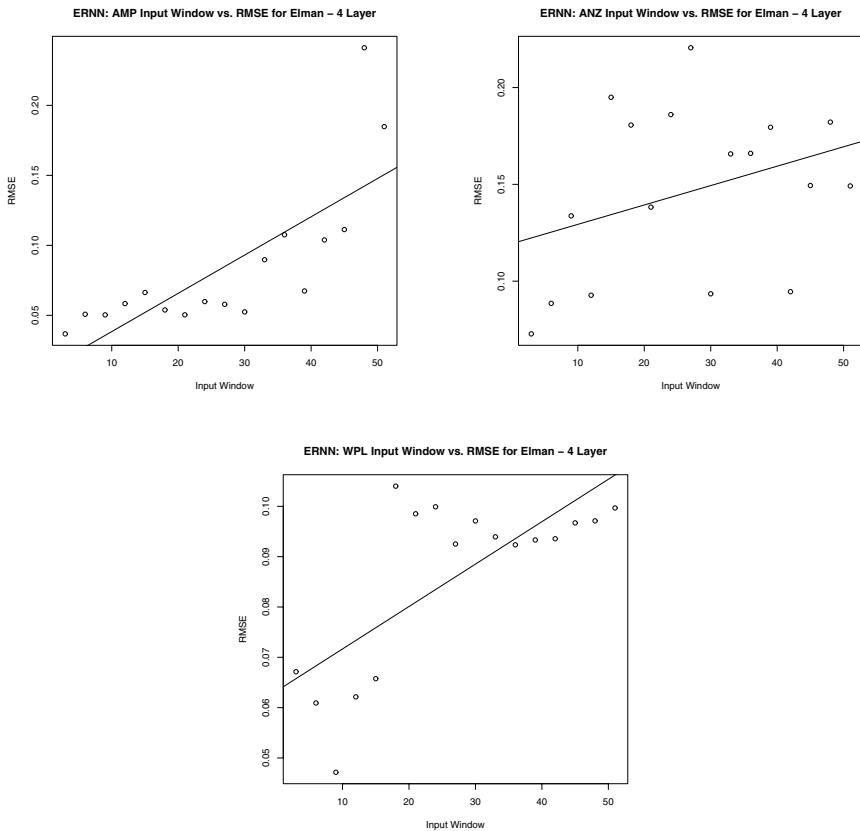 ERNN: AMP Input Window vs. RMSE for Elman − 4 Layer
RMSE
0.20
0.15
0.10
0.05
10 20 30 40 50
Input Window
ERNN: ANZ Input Window vs. RMSE for Elman − 4 Layer
RMSE
0.20
0.15
0.10
10 20 30 40 50
Input Window
ERNN: WPL Input Window vs. RMSE for Elman − 4 Layer
RMSE
0.10
0.09
0.08
0.07
0.06
0.05
10 20 30 40 50
Input Window